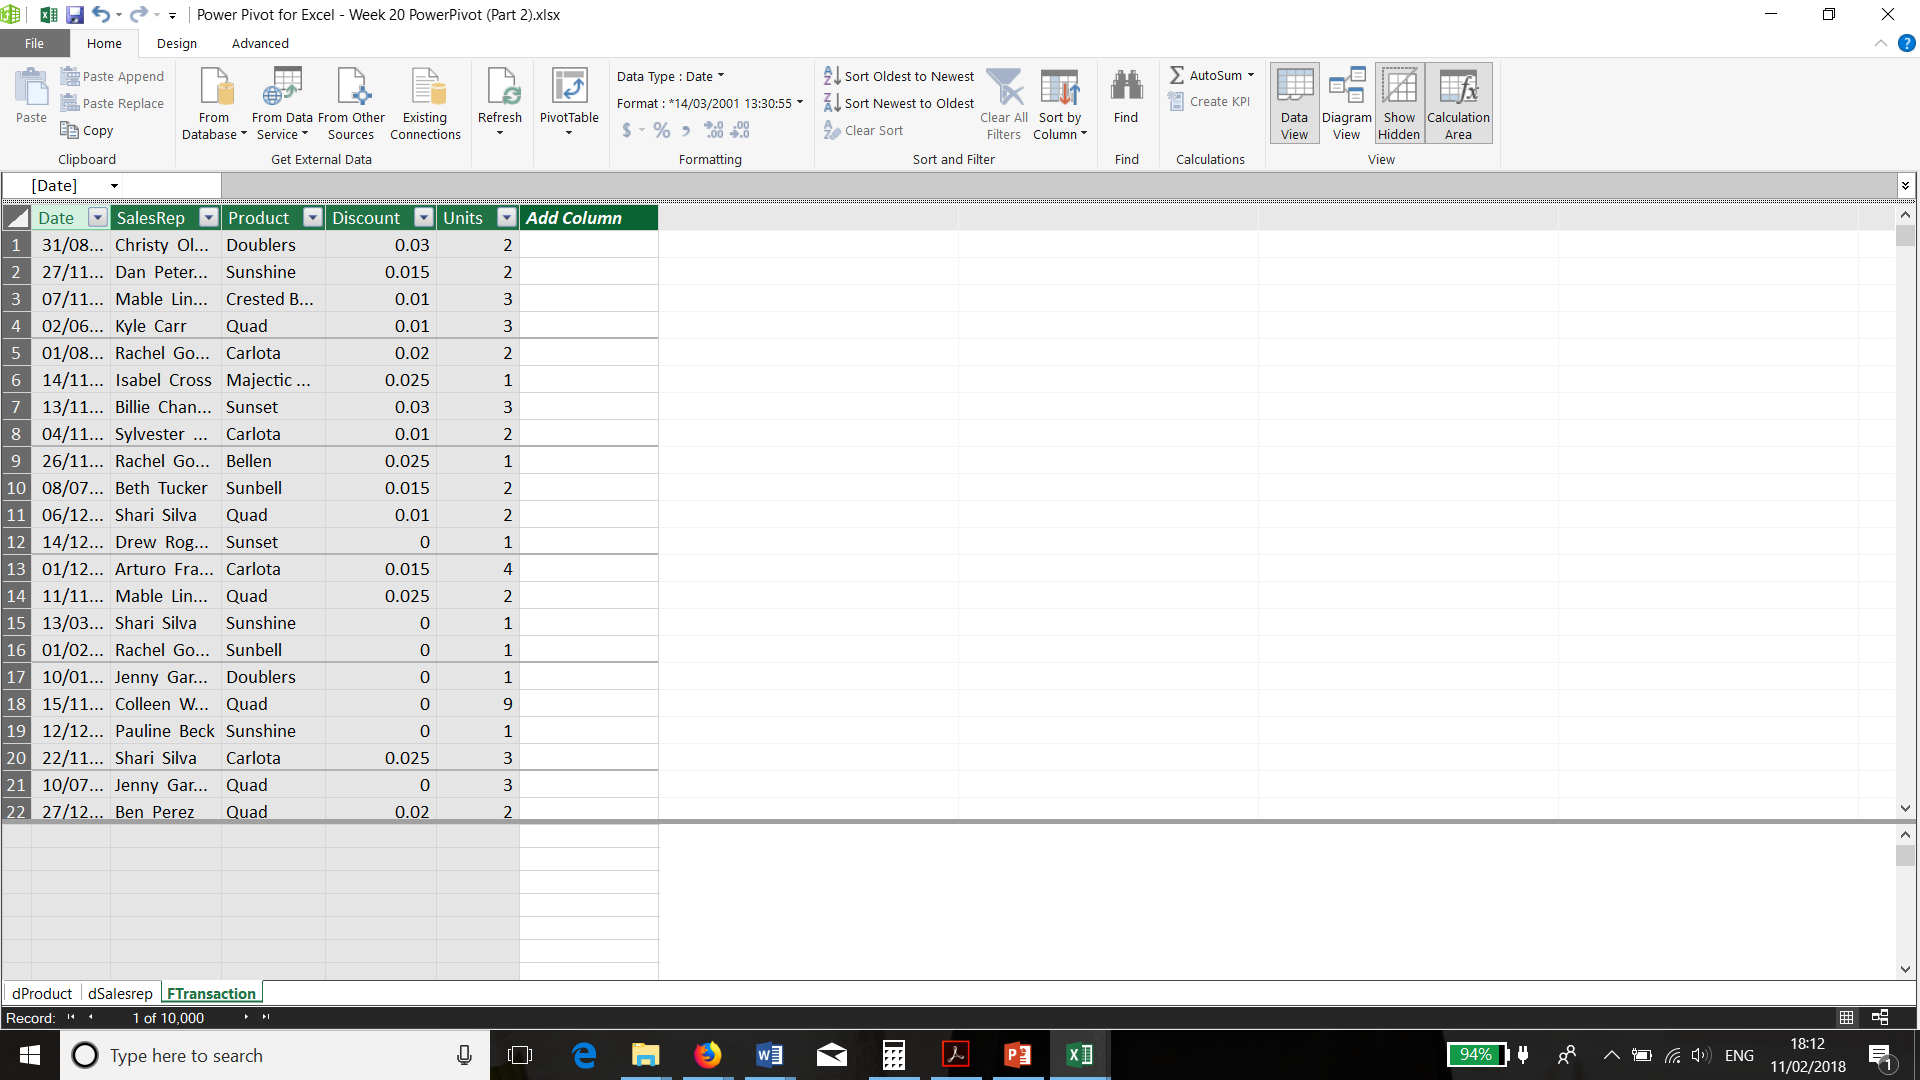 Power Pivot for Excel - Week 20 PowerPivot (Part 2).xlsx
File Home Design Advanced
Paste
Paste Append
Paste Replace
Copy
Clipboard
From Database
From Data Service
From Other Sources
Existing Connections
Get External Data
Refresh
PivotTable
Data Type : Date
Format : *14/03/2001 13:30:55
$ % , .00 .00
Formatting
Sort Oldest to Newest
Sort Newest to Oldest
Clear Sort
Clear All Filters
Sort by Column
Sort and Filter
Find
Find
AutoSum
Create KPI
Calculations
Data View
Diagram View
Show Hidden
Calculation Area
View
[Date]
Date SalesRep Product Discount Units Add Column
1 31/08... Christy Ol... Doublers 0.03 2
2 27/11... Dan Peter... Sunshine 0.015 2
3 07/11... Mable Lin... Crested B... 0.01 3
4 02/06... Kyle Carr Quad 0.01 3
5 01/08... Rachel Go... Carlota 0.02 2
6 14/11... Isabel Cross Majectic ... 0.025 1
7 13/11... Billie Chan... Sunset 0.03 3
8 04/11... Sylvester ... Carlota 0.01 2
9 26/11... Rachel Go... Bellen 0.025 1
10 08/07... Beth Tucker Sunbell 0.015 2
11 06/12... Shari Silva Quad 0.01 2
12 14/12... Drew Rog... Sunset 0 1
13 01/12... Arturo Fra... Carlota 0.015 4
14 11/11... Mable Lin... Quad 0.025 2
15 13/03... Shari Silva Sunshine 0 1
16 01/02... Rachel Go... Sunbell 0 1
17 10/01... Jenny Gar... Doublers 0 1
18 15/11... Colleen W... Quad 0 9
19 12/12... Pauline Beck Sunshine 0 1
20 22/11... Shari Silva Carlota 0.025 3
21 10/07... Jenny Gar... Quad 0 3
22 27/12... Ben Perez Quad 0.02 2
dProduct dSalesrep FTransaction
Record: 1 of 10,000
Type here to search
94%
ENG
18:12
11/02/2018
1